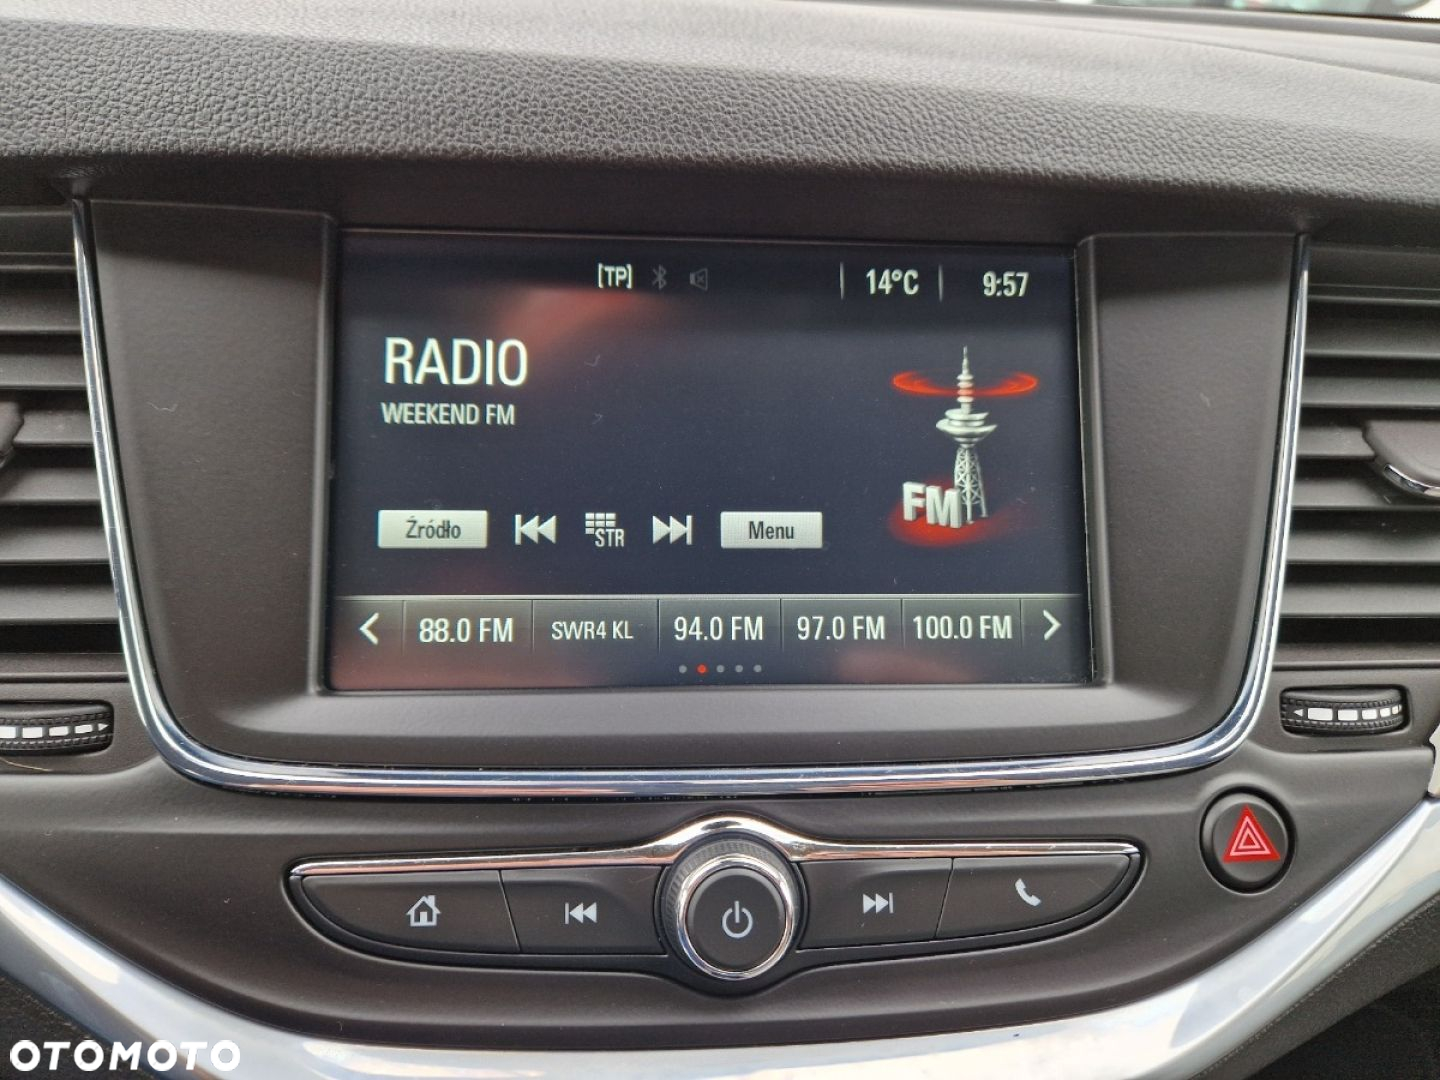 [TP]
14°C
9:57
RADIO
WEEKEND FM
FM
Źródło
STR
Menu
88.0 FM
SWR4 KL
94.0 FM
97.0 FM
100.0 FM
OTOMOTO